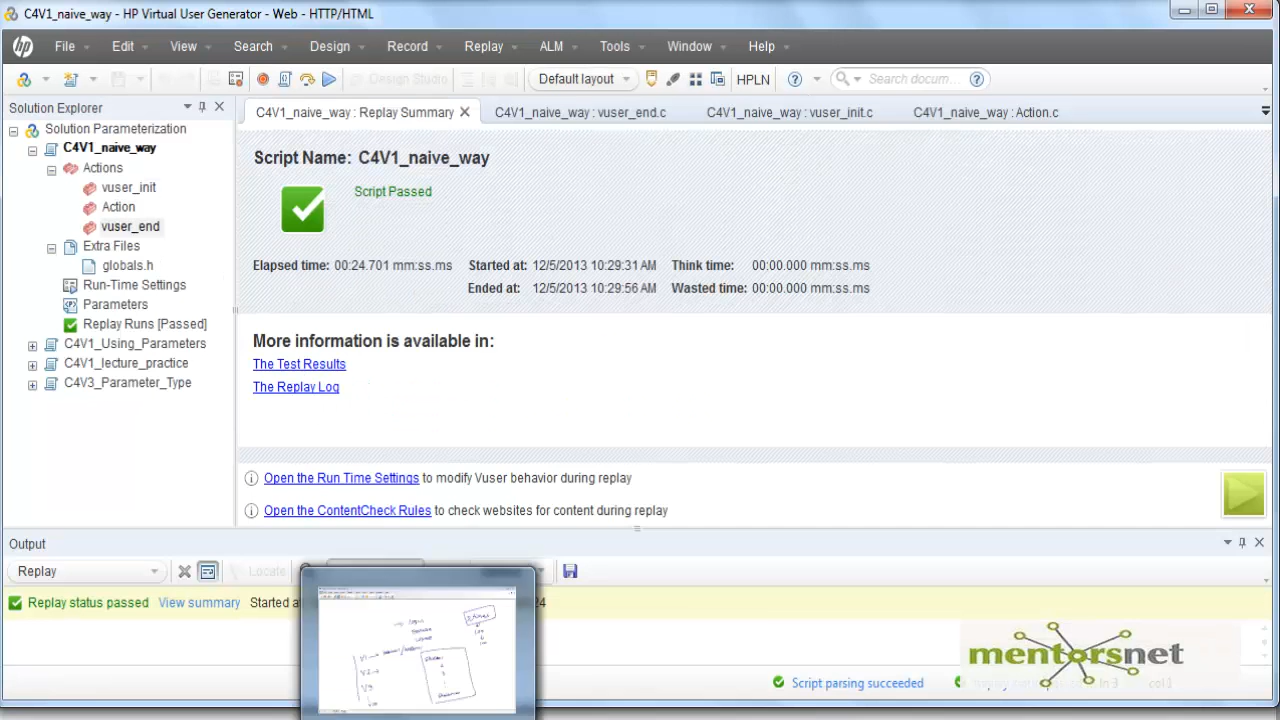 C4V1_naive_way - HP Virtual User Generator - Web - HTTP/HTML
File Edit View Search Design Record Replay ALM Tools Window Help
Design Studo Default layout HPLN Search docum...
Solution Explorer
Solution Parameterization
C4V1_naive_way
Actions
vuser_init
Action
vuser_end
Extra Files
globals.h
Run-Time Settings
Parameters
Replay Runs [Passed]
C4V1_Using_Parameters
C4V1_lecture_practice
C4V3_Parameter_Type
C4V1_naive_way : Replay Summary C4V1_naive_way : vuser_end.c C4V1_naive_way : vuser_init.c C4V1_naive_way : Action.c
Script Name: C4V1_naive_way
Script Passed
Elapsed time: 00:24.701 mm:ss.ms Started at: 12/5/2013 10:29:31 AM Think time: 00:00.000 mm:ss.ms
Ended at: 12/5/2013 10:29:56 AM Wasted time: 00:00.000 mm:ss.ms
More information is available in:
The Test Results
The Replay Log
Open the Run Time Settings to modify Vuser behavior during replay
Open the ContentCheck Rules to check websites for content during replay
Output
Replay Locate
Replay status passed View summary Started a 24
mentorsnet
Script parsing succeeded ln 3 col1